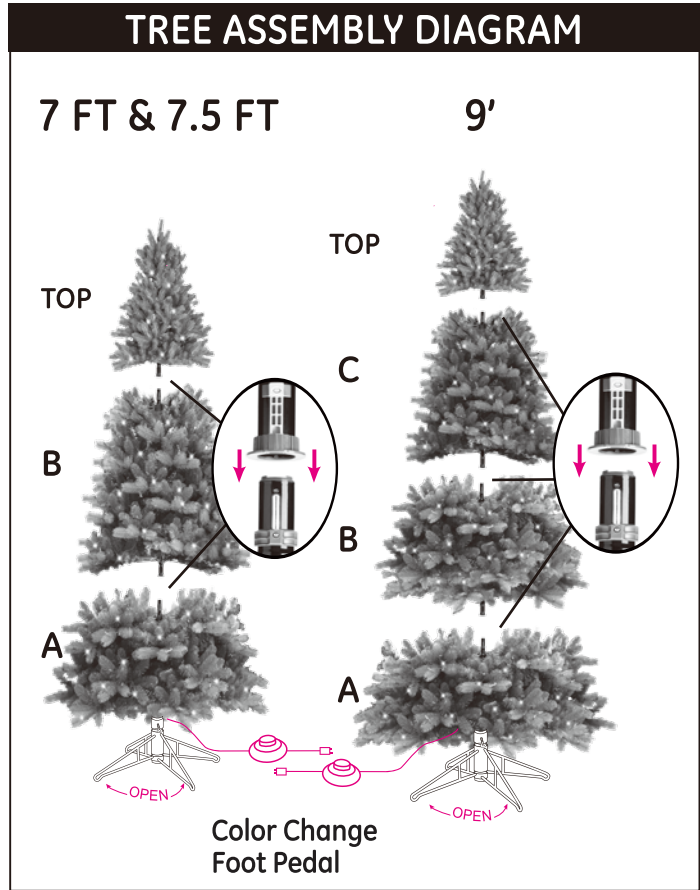 TREE ASSEMBLY DIAGRAM
7 FT & 7.5 FT
9’
TOP
B
A
TOP
C
B
A
OPEN
OPEN
Color Change
Foot Pedal